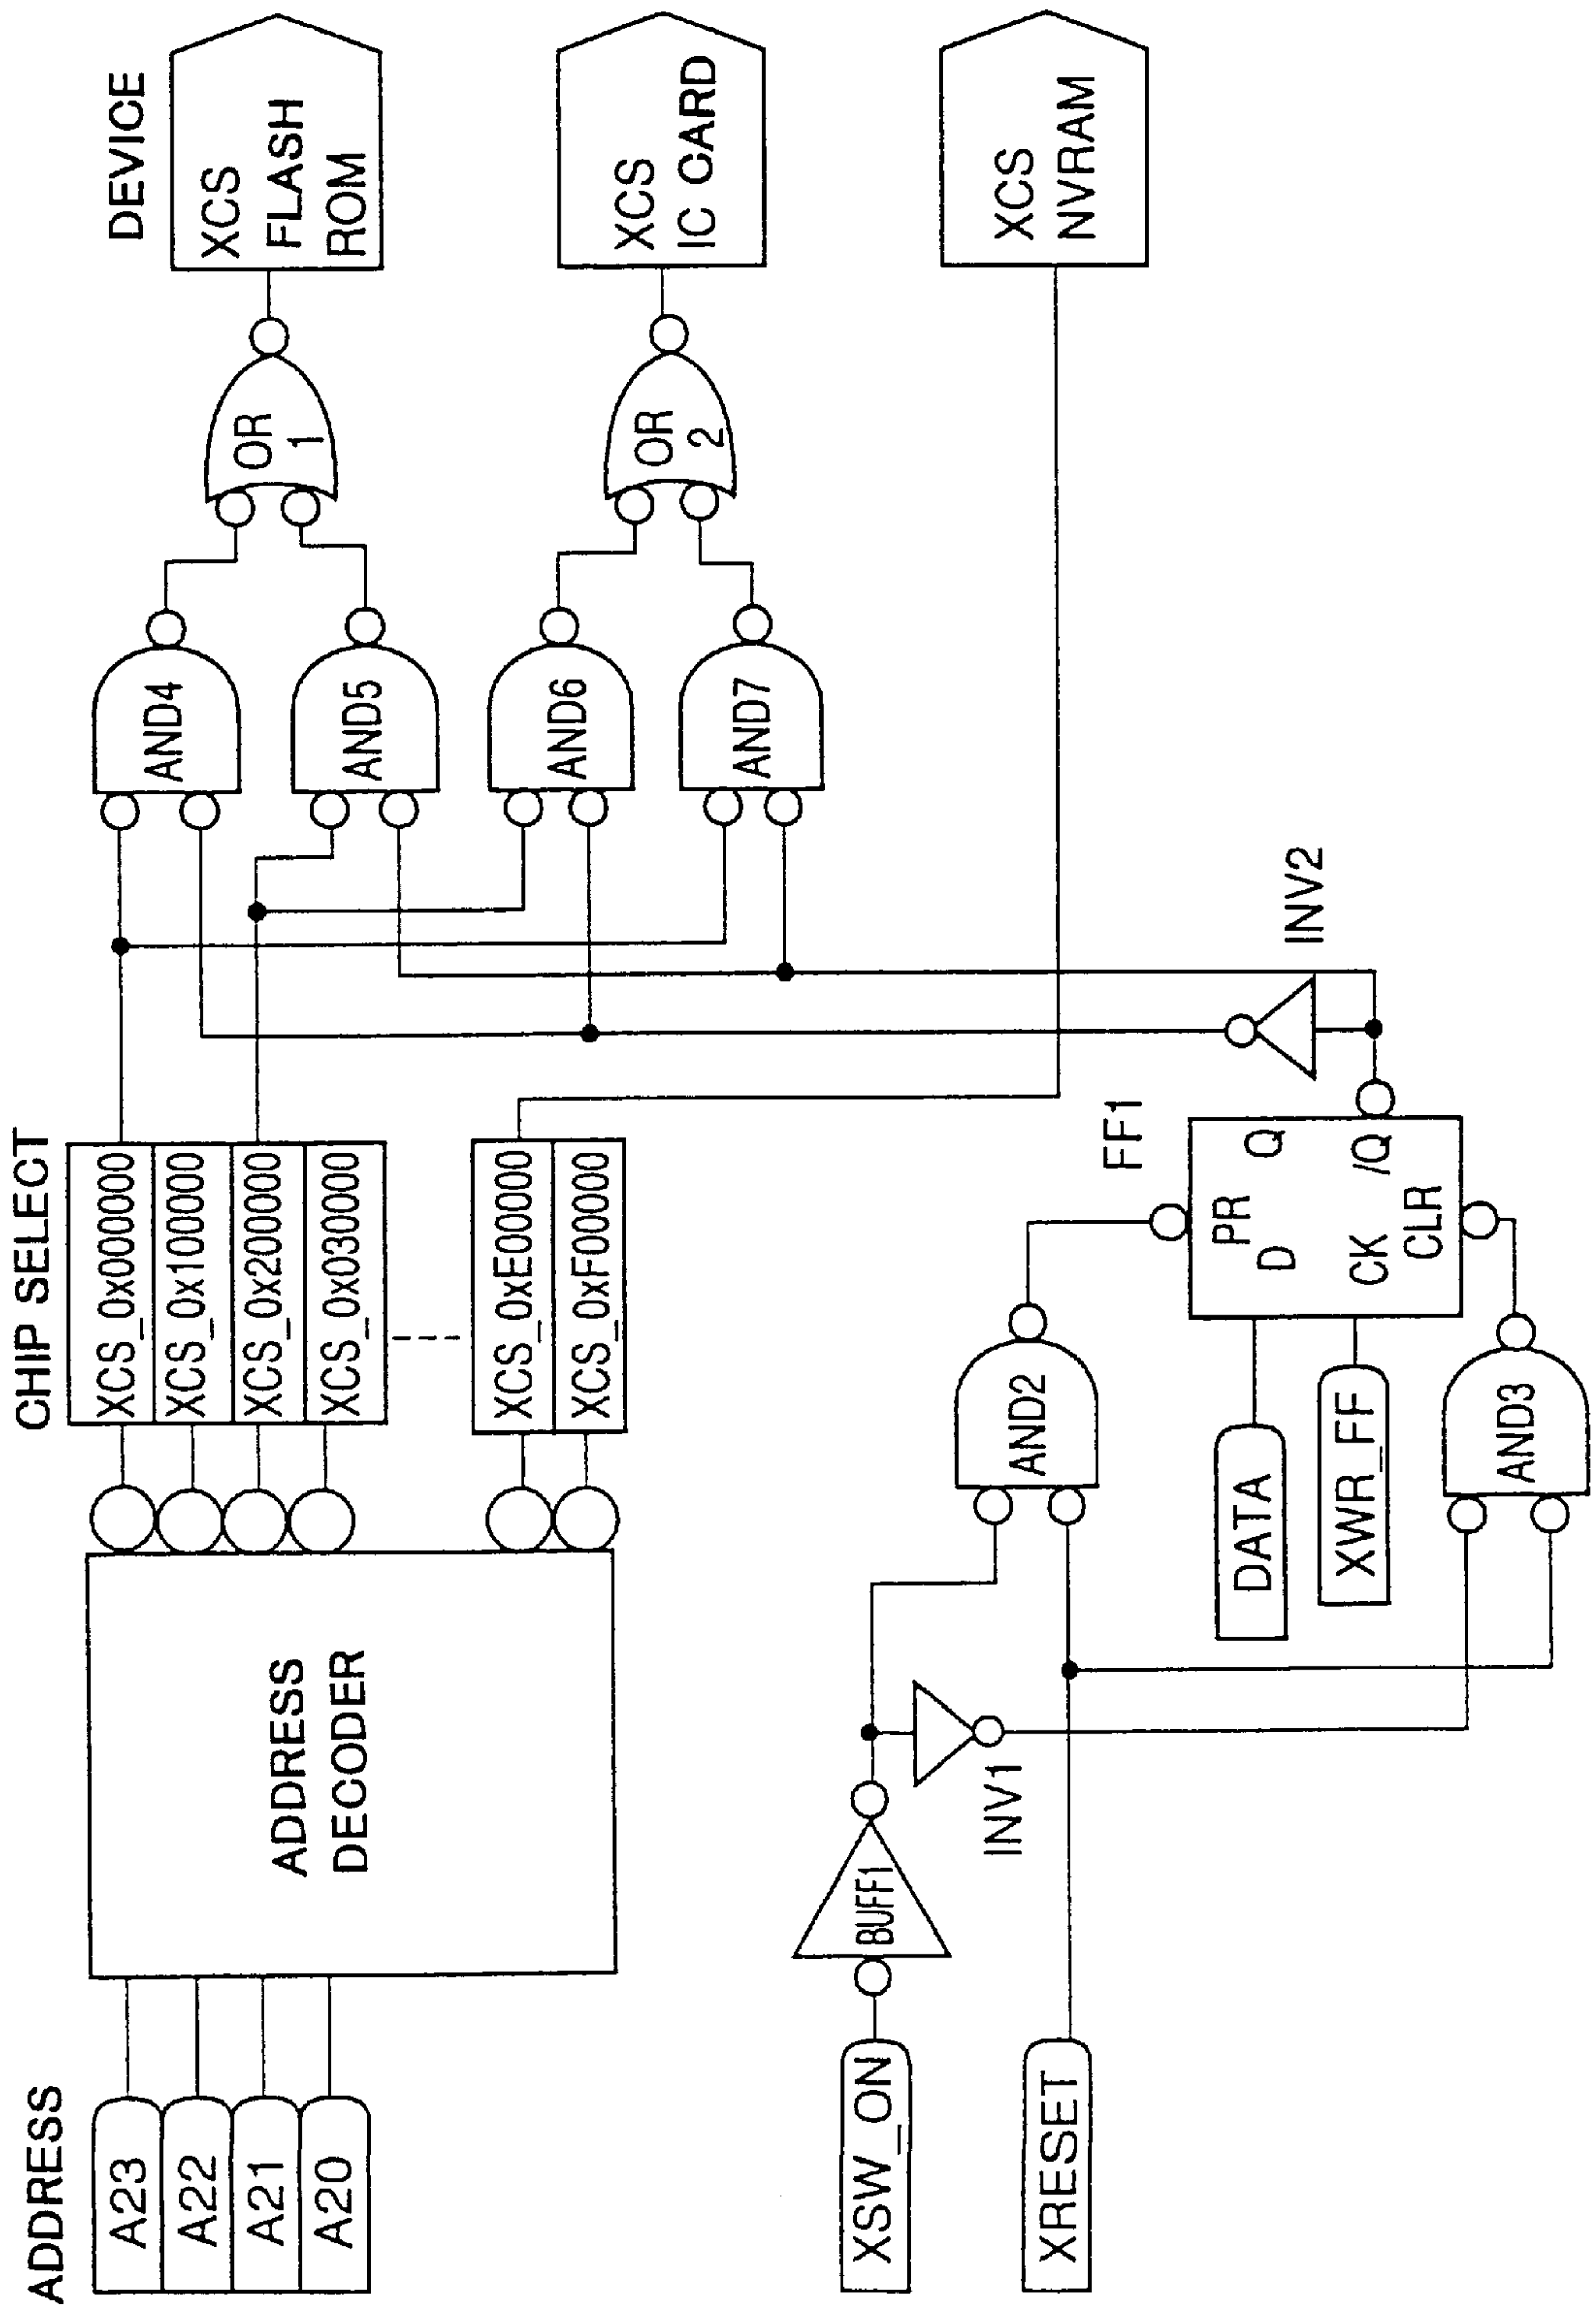 ADDRESS
A23
A22
A21
A20
ADDRESS
DECODER
CHIP SELECT
XCS_0x000000
XCS_0x100000
XCS_0x200000
XCS_0x030000
XCS_0xE00000
XCS_0xF00000
AND4
AND5
AND6
AND7
OR
1
OR
2
DEVICE
XCS
FLASH
ROM
XCS
IC CARD
XCS
NVRAM
XSW_ON
BUFF1
INV1
XRESET
AND2
AND3
DATA
XWR_FF
FF1
PR
D
Q
CK
/Q
CLR
INV2